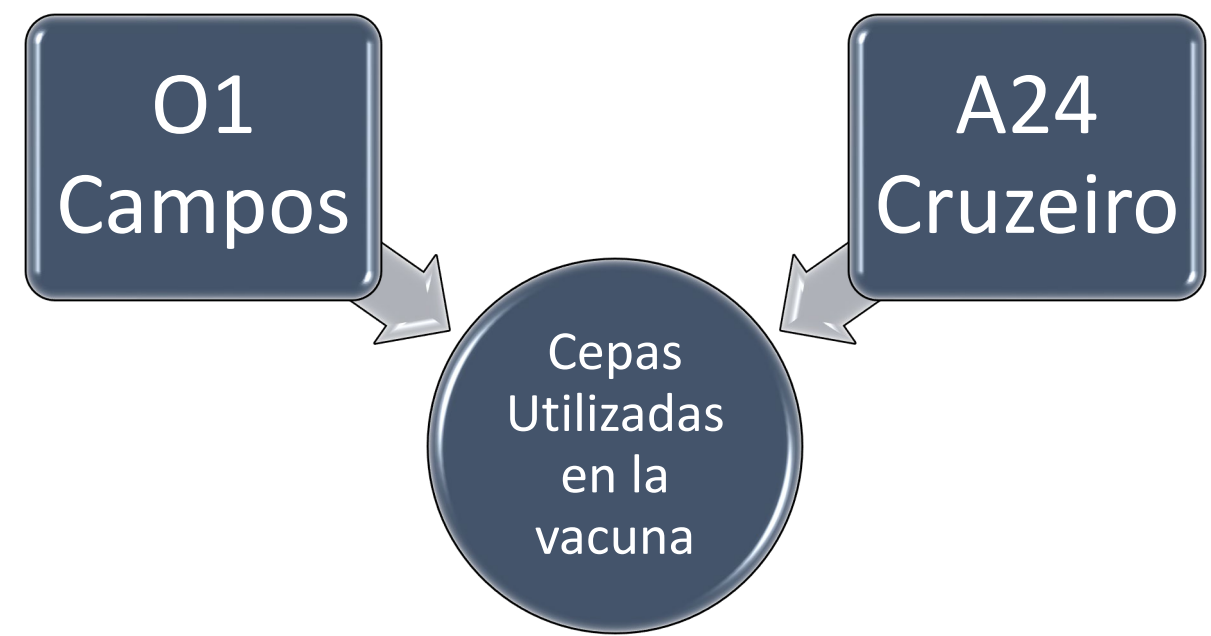 O1
Campos
A24
Cruzeiro
Cepas
Utilizadas
en la
vacuna